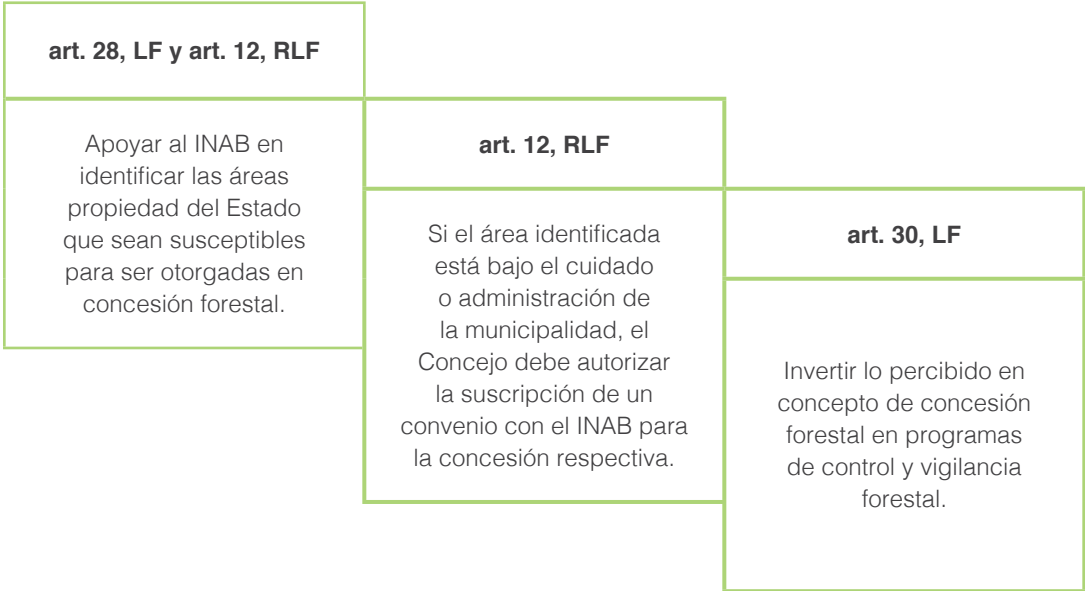 art. 28, LF y art. 12, RLF
Apoyar al INAB en
identificar las áreas
propiedad del Estado
que sean susceptibles
para ser otorgadas en
concesión forestal.
art. 12, RLF
Si el área identificada
está bajo el cuidado
o administración de
la municipalidad, el
Concejo debe autorizar
la suscripción de un
convenio con el INAB para
la concesión respectiva.
art. 30, LF
Invertir lo percibido en
concepto de concesión
forestal en programas
de control y vigilancia
forestal.